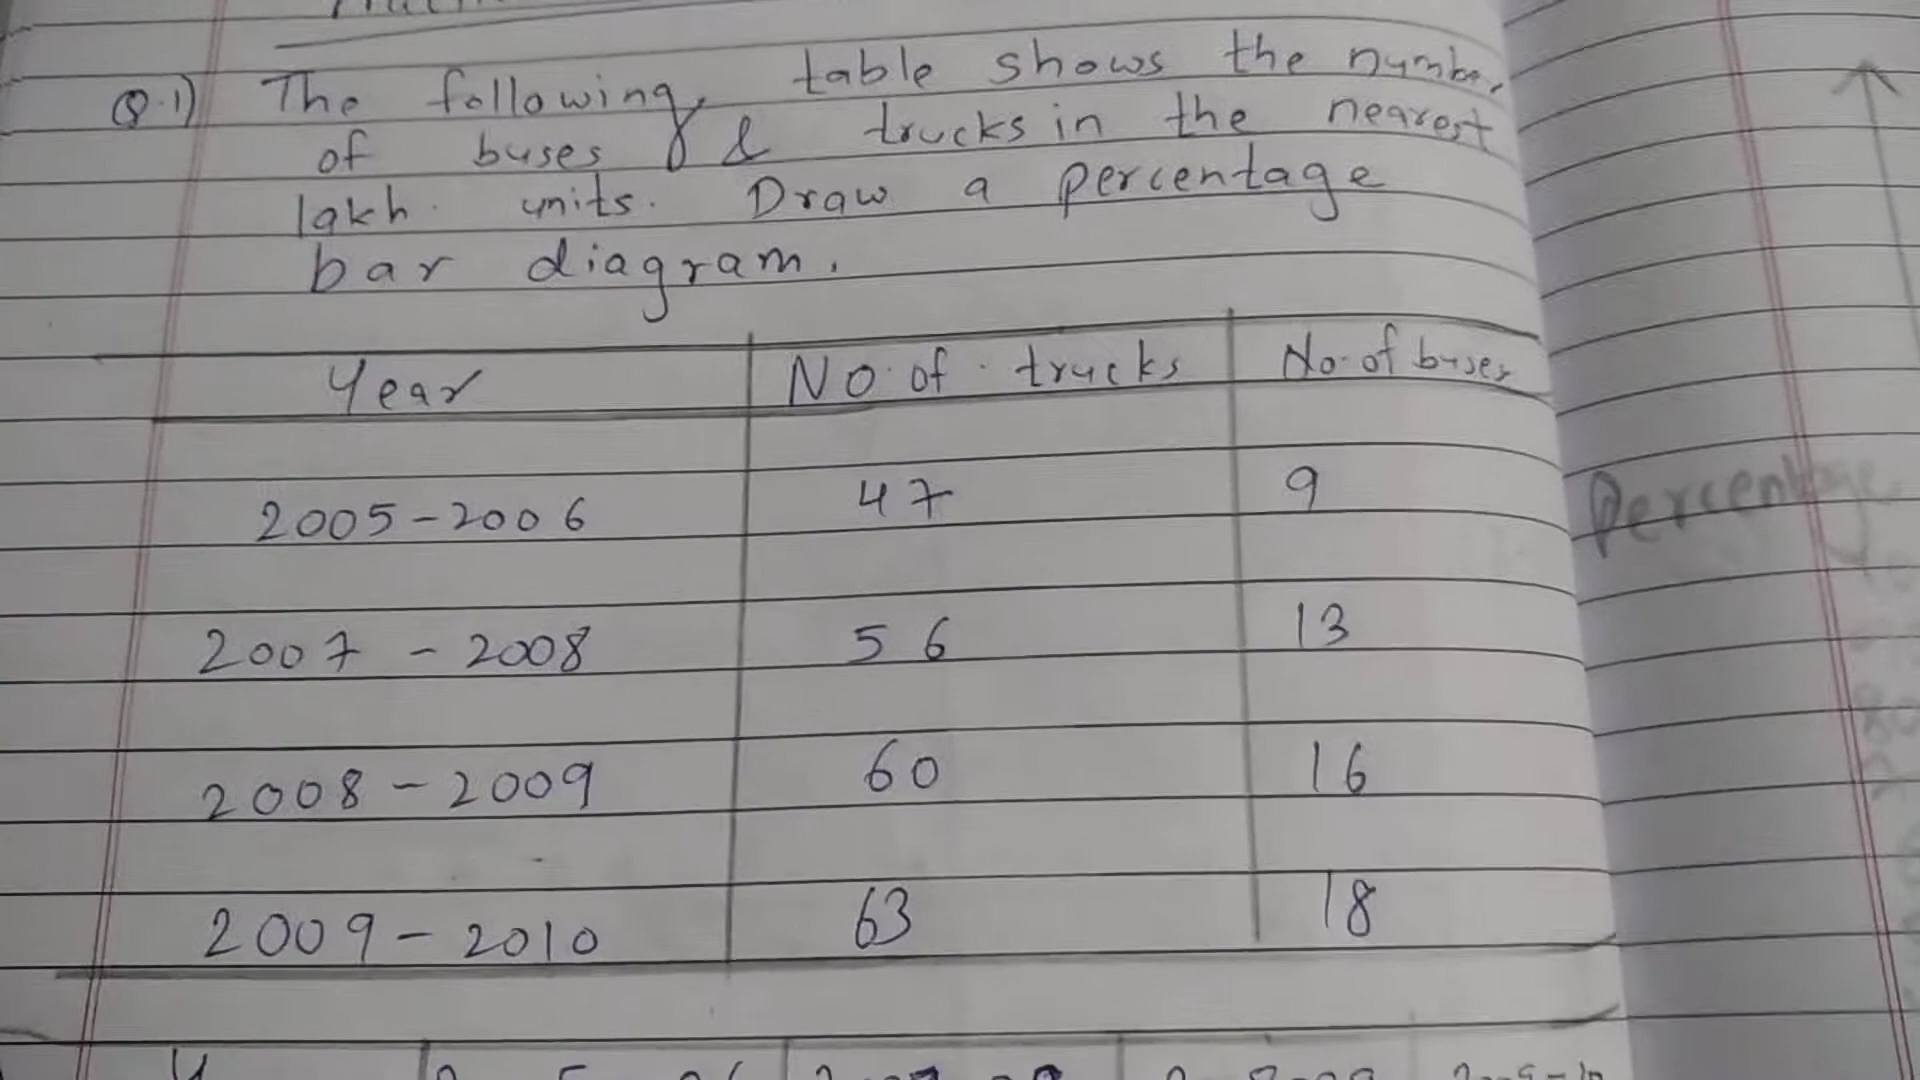 Q.1) The following, table shows the number
of buses & trucks in the nearest
lakh. units. Draw a percentage
bar diagram.
Year No. of trucks No. of buses
2005-2006 47 9
2007 - 2008 56 13
2008 - 2009 60 16
2009 - 2010 63 18
Percentage